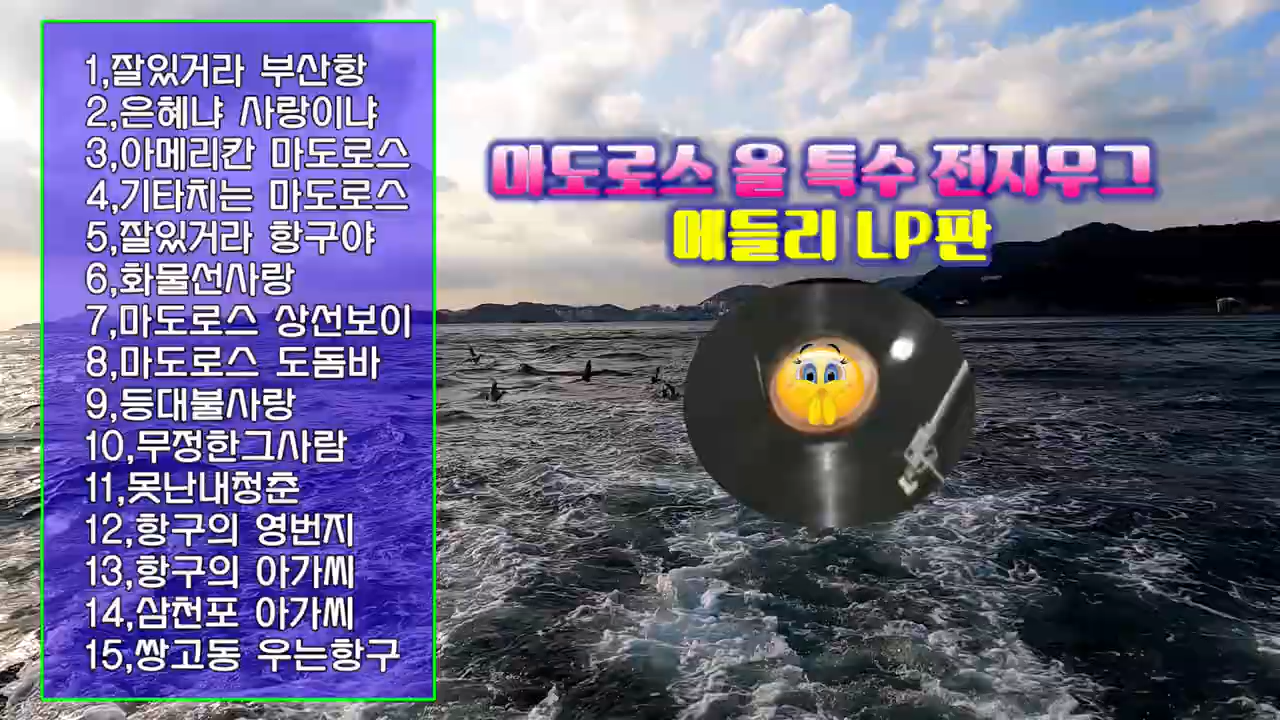 1,잘있거라 부산항
2,은혜냐 사랑이냐
3,아메리칸 마도로스
4,기타치는 마도로스
5,잘있거라 항구야
6,화물선사랑
7,마도로스 상선보이
8,마도로스 도돔바
9,등대불사랑
10,무정한그사람
11,못난내청춘
12,항구의 영번지
13,항구의 아가씨
14,삼천포 아가씨
15,쌍고동 우는항구
마도로스 올 특수 전자무그
메들리 LP판